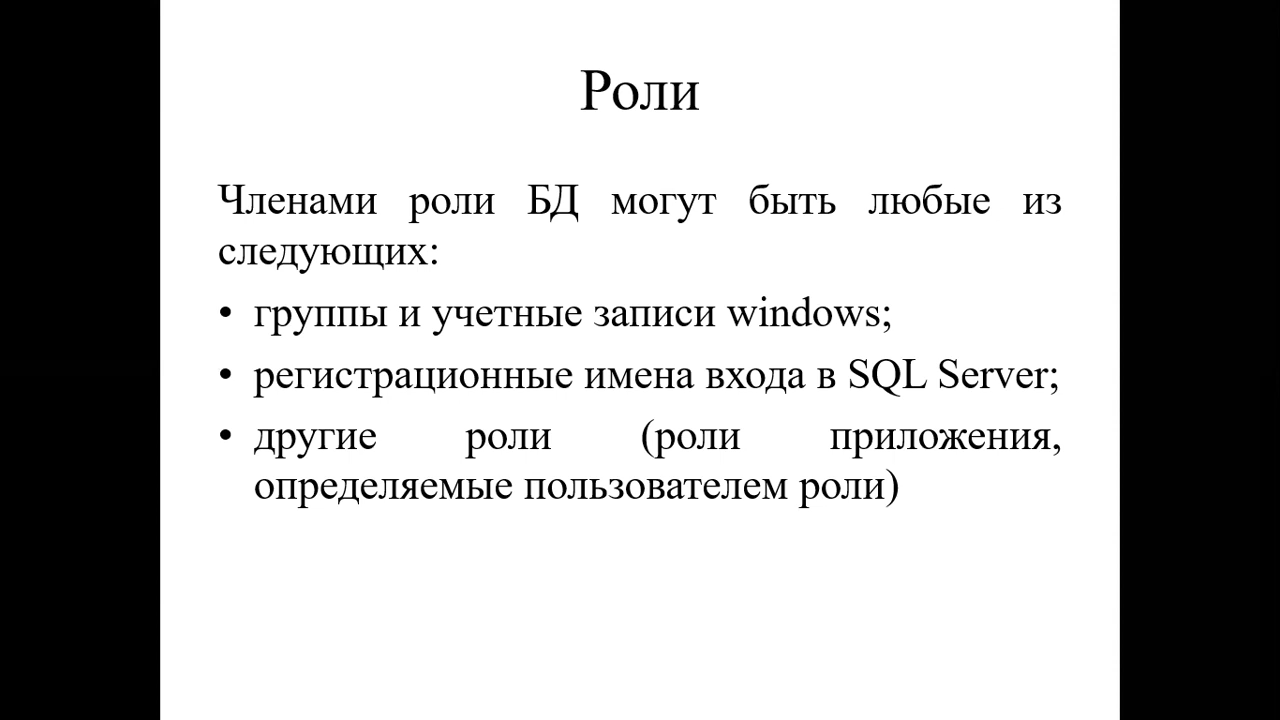 Роли
Членами роли БД могут быть любые из
следующих:
• группы и учетные записи windows;
• регистрационные имена входа в SQL Server;
• другие роли (роли приложения,
определяемые пользователем роли)